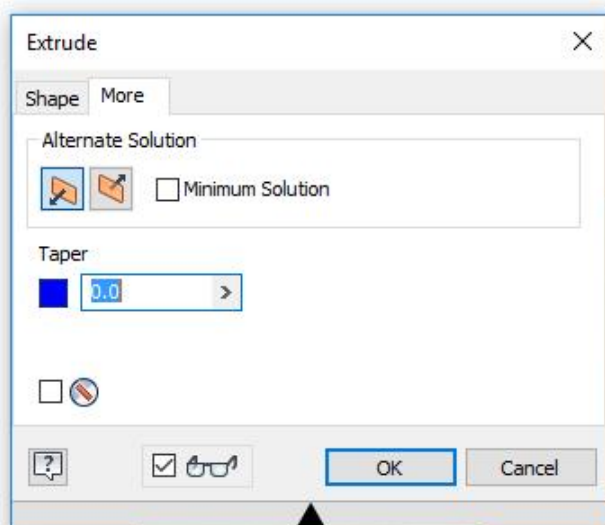 Extrude
Shape More
Alternate Solution
Minimum Solution
Taper
0.0 >
? OK Cancel